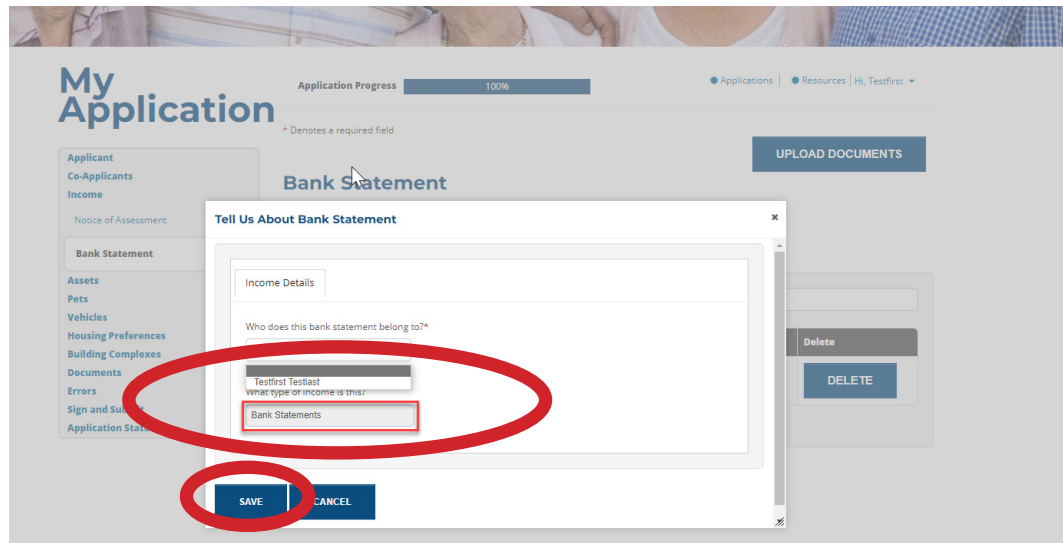 My
Application
Application Progress 100%
Applications | Resources | Hi, Testfirst
* Denotes a required field
UPLOAD DOCUMENTS
Applicant
Co-Applicants
Income
Notice of Assessment
Bank Statement
Assets
Pets
Vehicles
Housing Preferences
Building Complexes
Documents
Errors
Sign and
Application
Bank Statement
Tell Us About Bank Statement ×
Income Details
Who does this bank statement belong to?*
Testfirst Testlast
What type of income is this?
Bank Statements
SAVE
CANCEL
Delete
DELETE